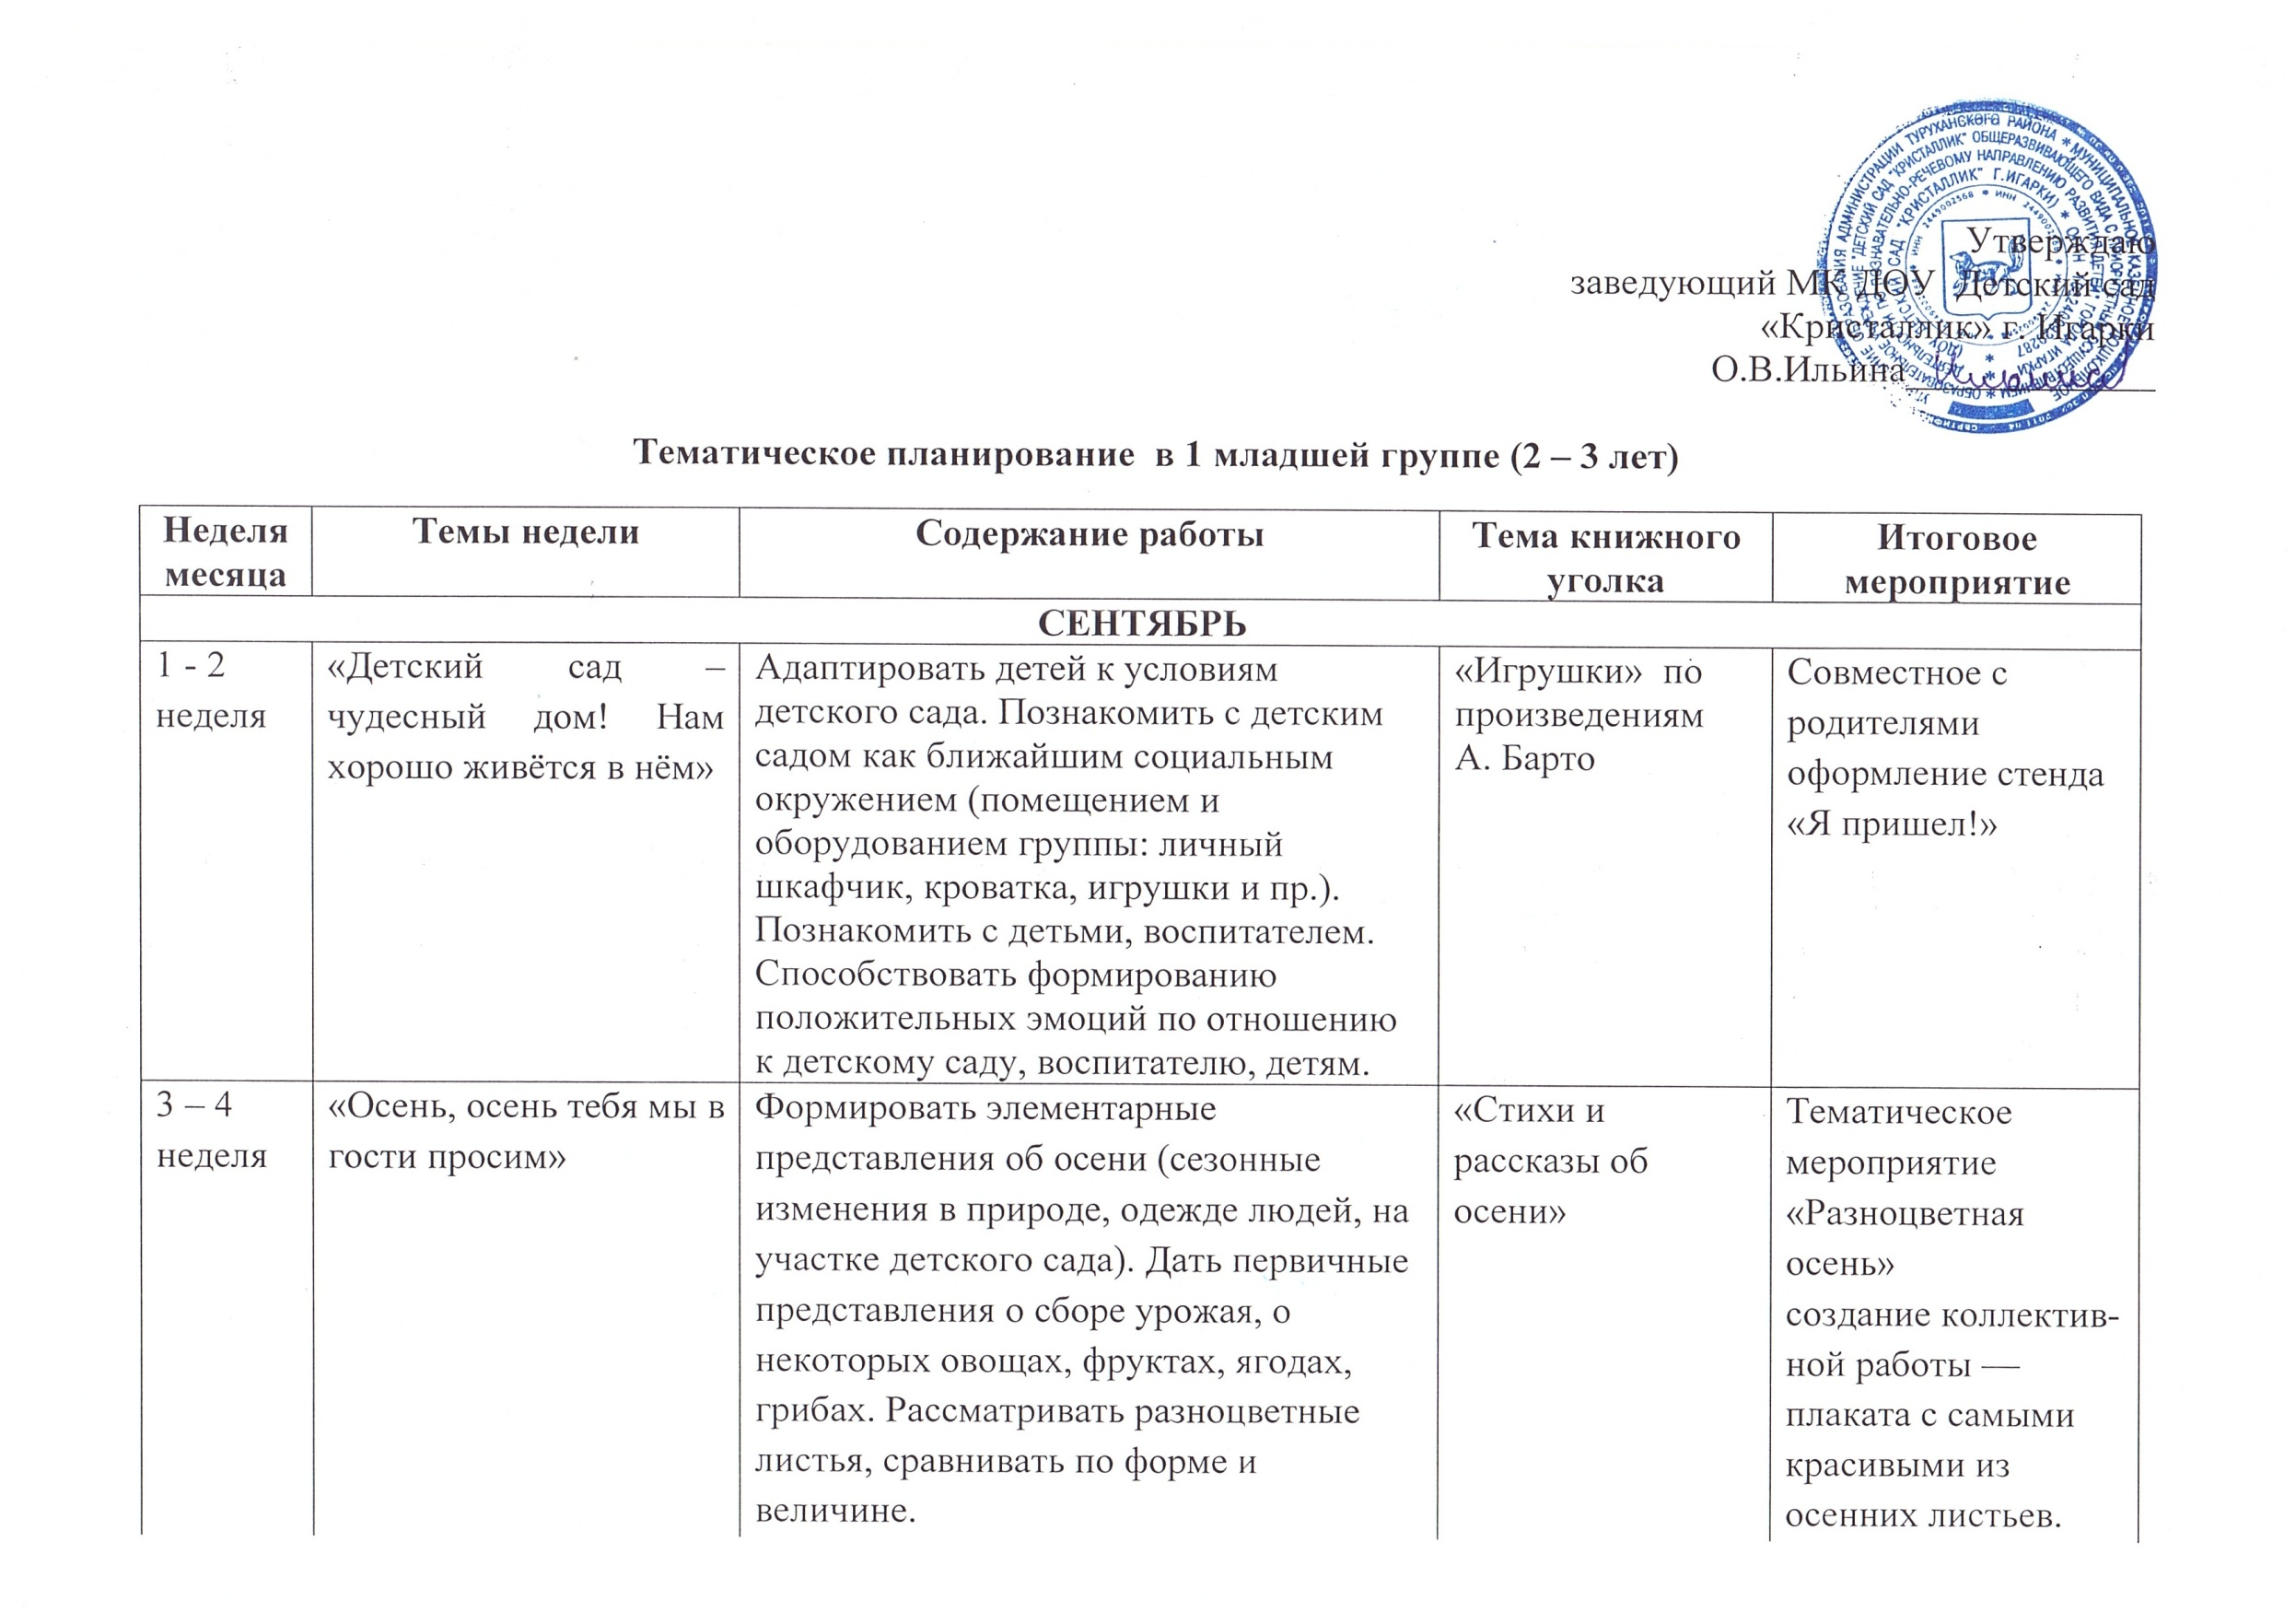 Утверждаю
заведующий МК ДОУ Детский сад
«Кристаллик» г. Игарки
О.В.Ильина
Тематическое планирование в 1 младшей группе (2 – 3 лет)
Неделя
месяца
Темы недели
Содержание работы
Тема книжного
уголка
Итоговое
мероприятие
СЕНТЯБРЬ
1 - 2
неделя
«Детский сад –
чудесный дом! Нам
хорошо живётся в нём»
Адаптировать детей к условиям
детского сада. Познакомить с детским
садом как ближайшим социальным
окружением (помещением и
оборудованием группы: личный
шкафчик, кроватка, игрушки и пр.).
Познакомить с детьми, воспитателем.
Способствовать формированию
положительных эмоций по отношению
к детскому саду, воспитателю, детям.
«Игрушки» по
произведениям
А. Барто
Совместное с
родителями
оформление стенда
«Я пришел!»
3 – 4
неделя
«Осень, осень тебя мы в
гости просим»
Формировать элементарные
представления об осени (сезонные
изменения в природе, одежде людей, на
участке детского сада). Дать первичные
представления о сборе урожая, о
некоторых овощах, фруктах, ягодах,
грибах. Рассматривать разноцветные
листья, сравнивать по форме и
величине.
«Стихи и
рассказы об
осени»
Тематическое
мероприятие
«Разноцветная
осень»
создание коллектив-
ной работы —
плаката с самыми
красивыми из
осенних листьев.